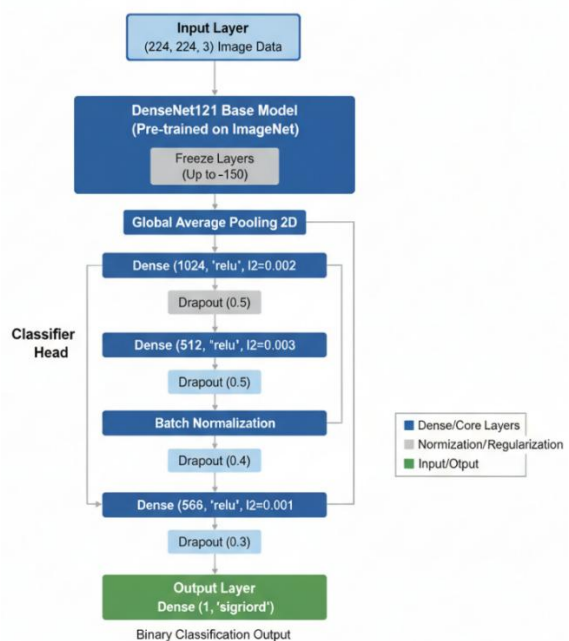 Input Layer
(224, 224, 3) Image Data
DenseNet121 Base Model
(Pre-trained on ImageNet)
Freeze Layers
(Up to -150)
Global Average Pooling 2D
Dense (1024, 'relu', l2=0.002
Drapout (0.5)
Classifier
Head
Dense (512, "relu', l2=0.003
Drapout (0.5)
Batch Normalization
Drapout (0.4)
Dense (566, 'relu', l2=0.001
Drapout (0.3)
Output Layer
Dense (1, 'sigriord')
Binary Classification Output
Dense/Core Layers
Normization/Regularization
Input/Otput